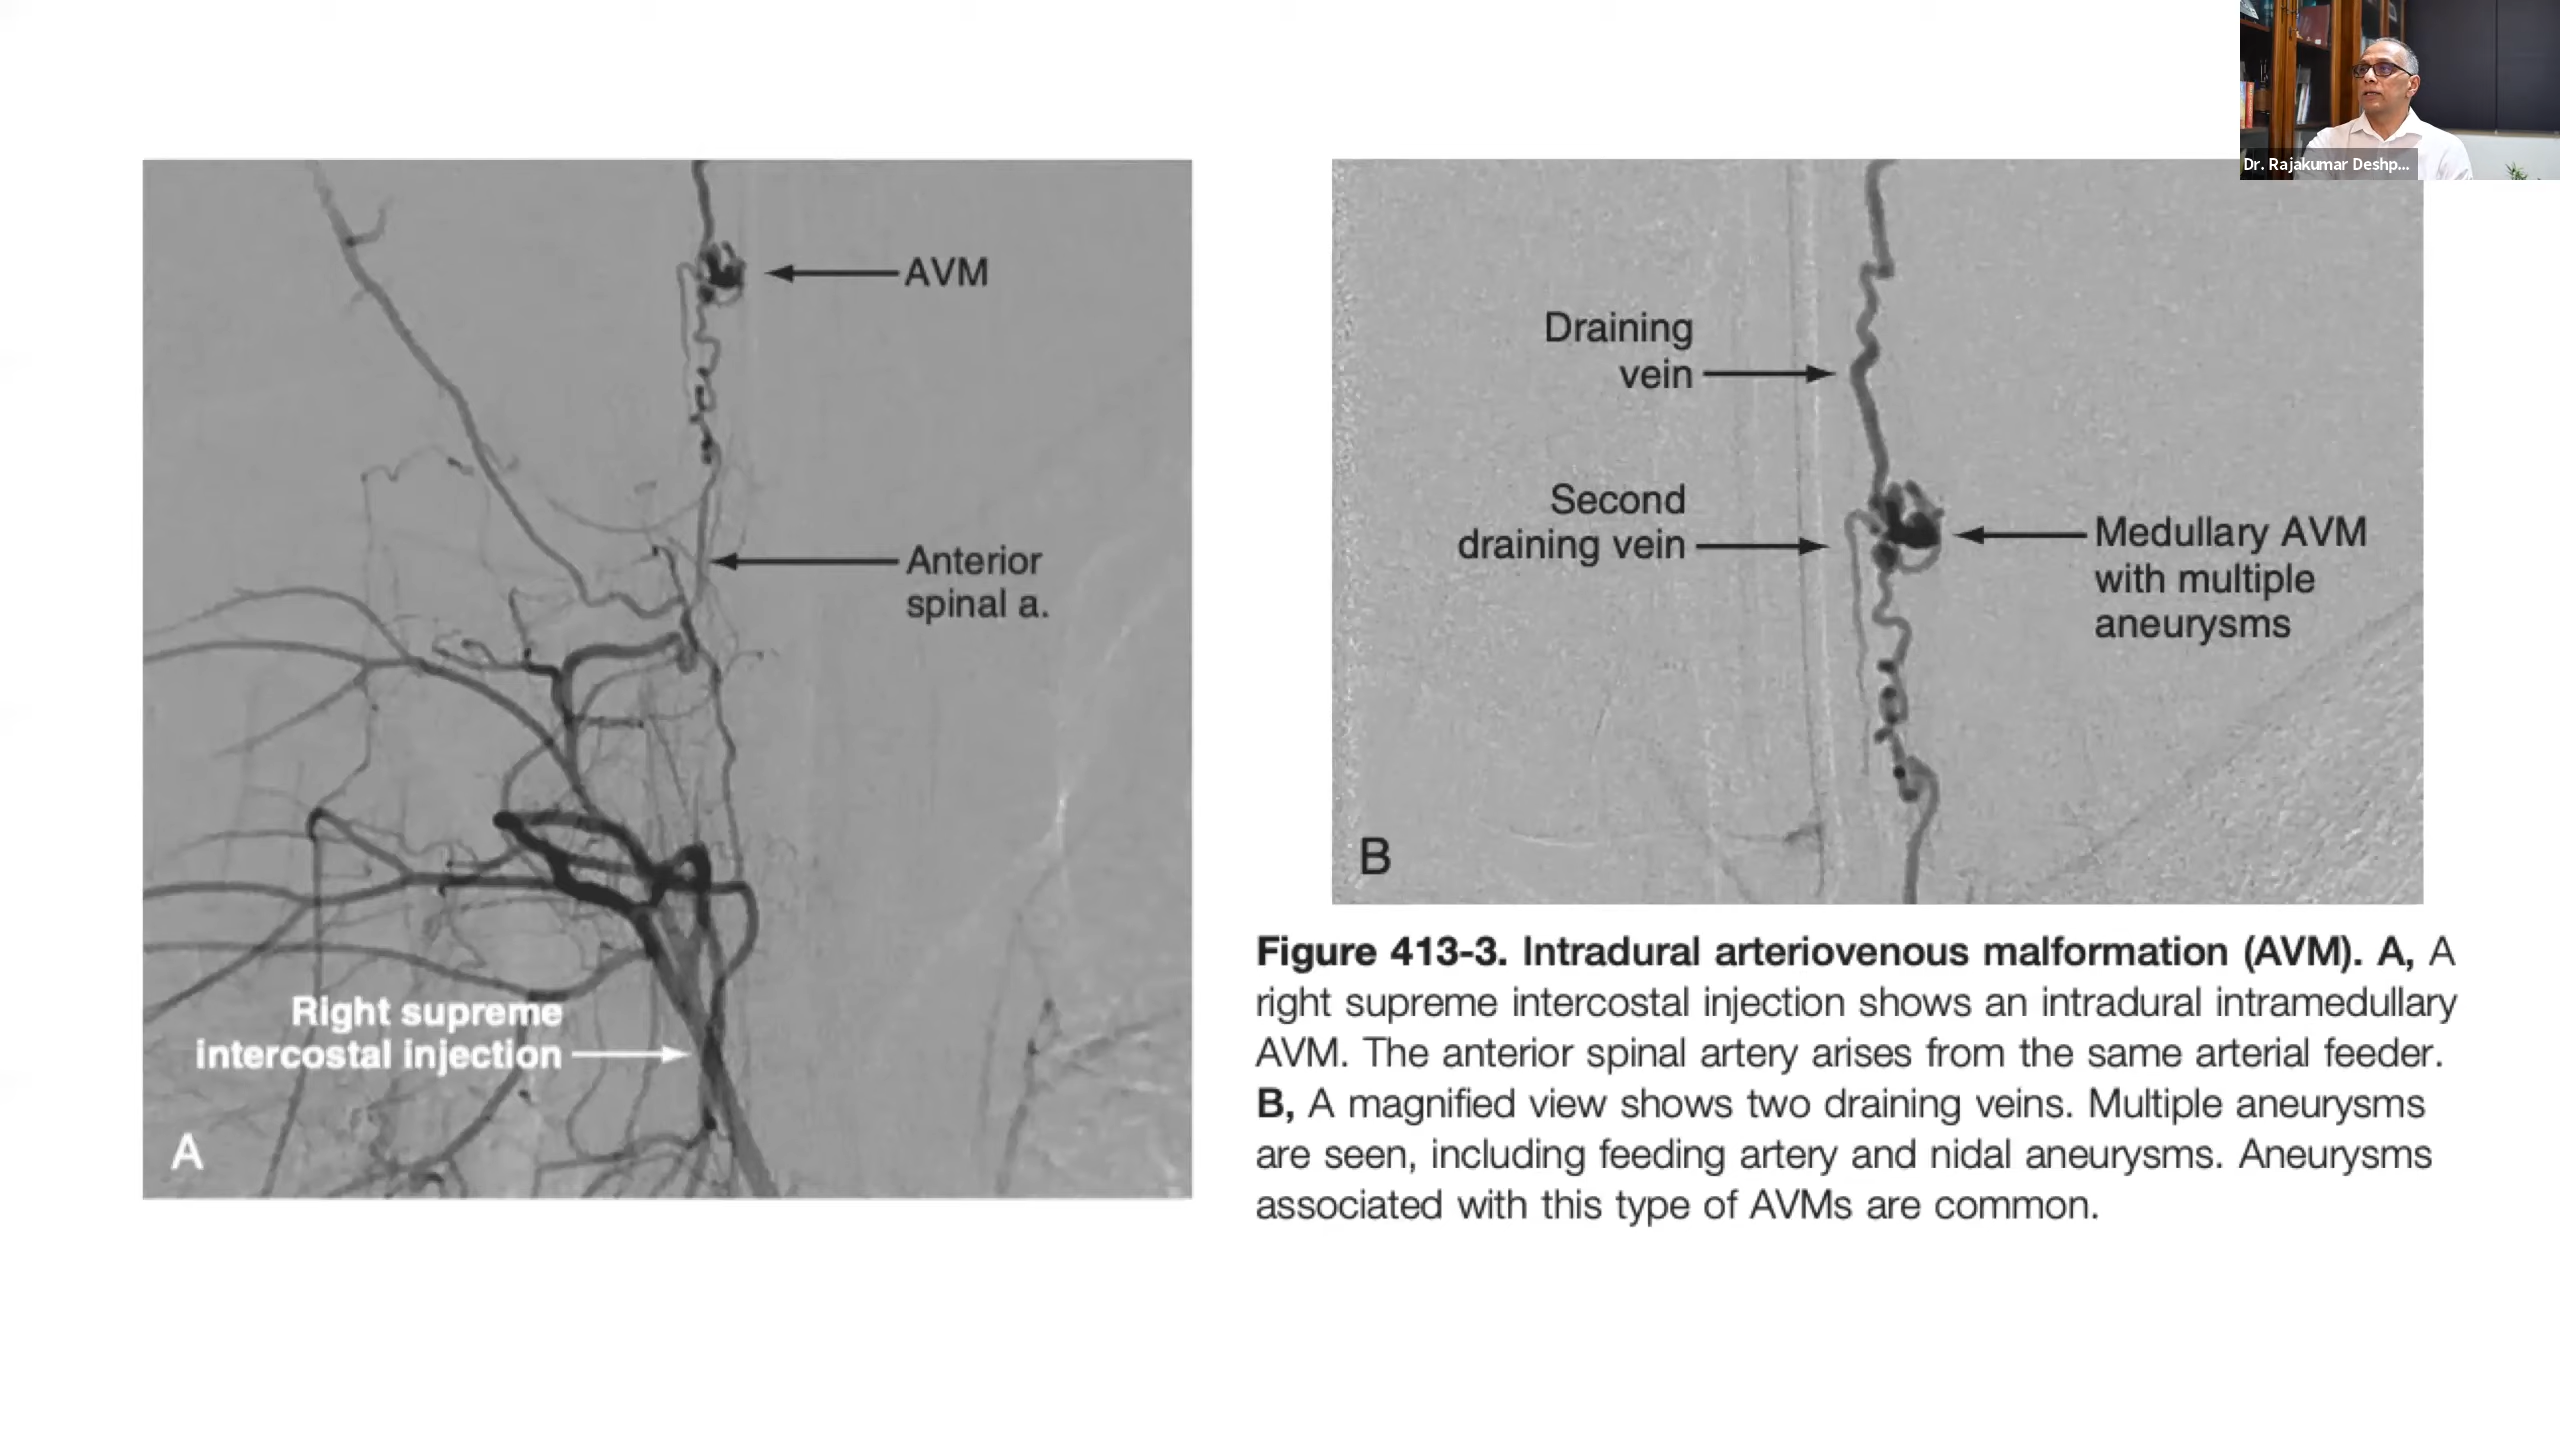 Dr. Rajakumar Deshp...
AVM
Anterior
spinal a.
Right supreme
intercostal injection
A
Draining
vein
Second
draining vein
Medullary AVM
with multiple
aneurysms
B
Figure 413-3. Intradural arteriovenous malformation (AVM). A, A
right supreme intercostal injection shows an intradural intramedullary
AVM. The anterior spinal artery arises from the same arterial feeder.
B, A magnified view shows two draining veins. Multiple aneurysms
are seen, including feeding artery and nidal aneurysms. Aneurysms
associated with this type of AVMs are common.